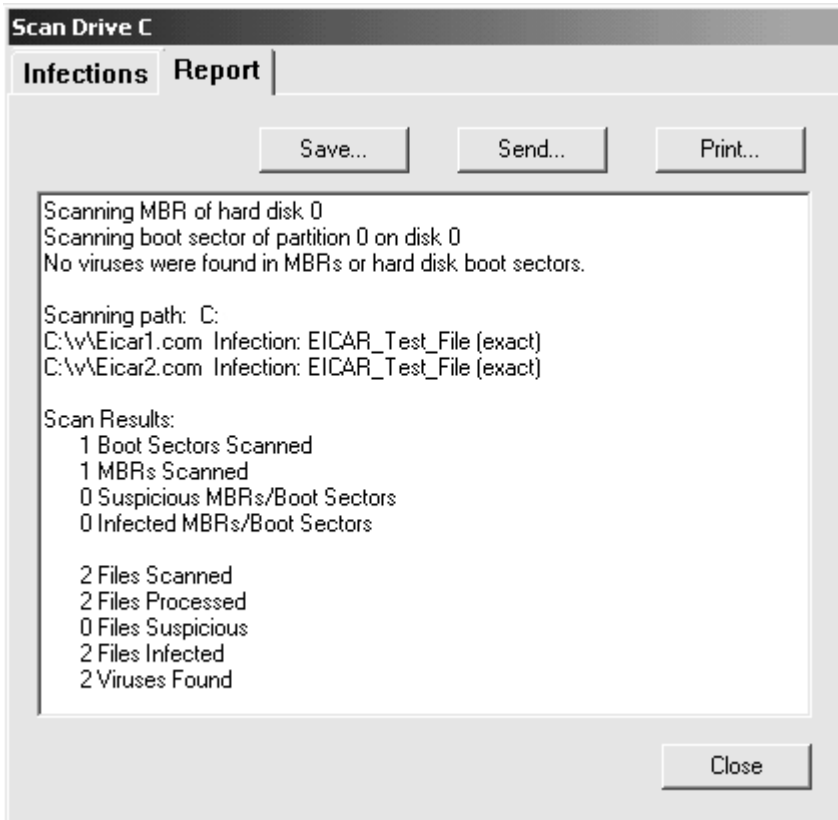 Scan Drive C
Infections Report
Save... Send... Print...
Scanning MBR of hard disk 0
Scanning boot sector of partition 0 on disk 0
No viruses were found in MBRs or hard disk boot sectors.
Scanning path:  C:
C:\v\Eicar1.com  Infection: EICAR_Test_File (exact)
C:\v\Eicar2.com  Infection: EICAR_Test_File (exact)
Scan Results:
1 Boot Sectors Scanned
1 MBRs Scanned
0 Suspicious MBRs/Boot Sectors
0 Infected MBRs/Boot Sectors
2 Files Scanned
2 Files Processed
0 Files Suspicious
2 Files Infected
2 Viruses Found
Close